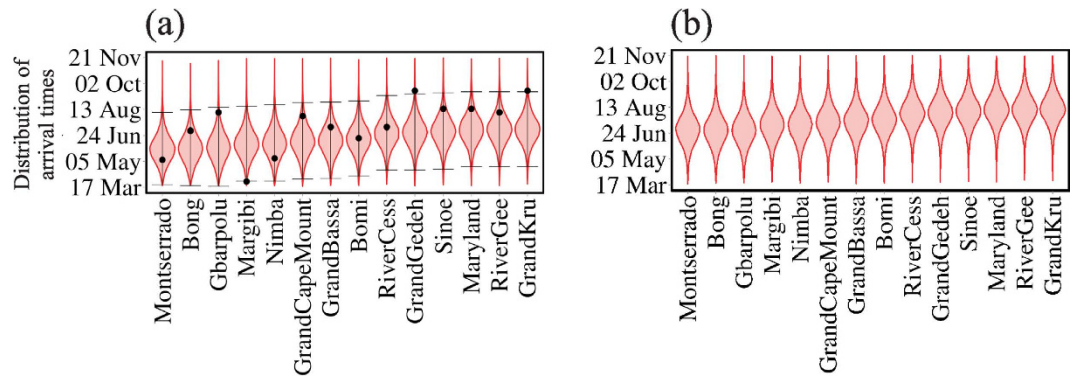 (a)
Distribution of
arrival times
21 Nov
02 Oct
13 Aug
24 Jun
05 May
17 Mar
Montserrado
Bong
Gbarpolu
Margibi
Nimba
GrandCapeMount
GrandBassa
Bomi
RiverCess
GrandGedeh
Sinoe
Maryland
RiverGee
GrandKru
(b)
21 Nov
02 Oct
13 Aug
24 Jun
05 May
17 Mar
Montserrado
Bong
Gbarpolu
Margibi
Nimba
GrandCapeMount
GrandBassa
Bomi
RiverCess
GrandGedeh
Sinoe
Maryland
RiverGee
GrandKru